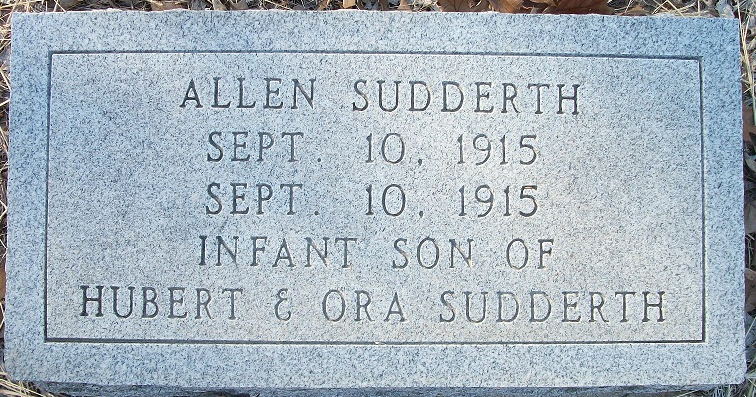 ALLEN SUDDERTH
SEPT. 10, 1915
SEPT. 10, 1915
INFANT SON OF
HUBERT & ORA SUDDERTH